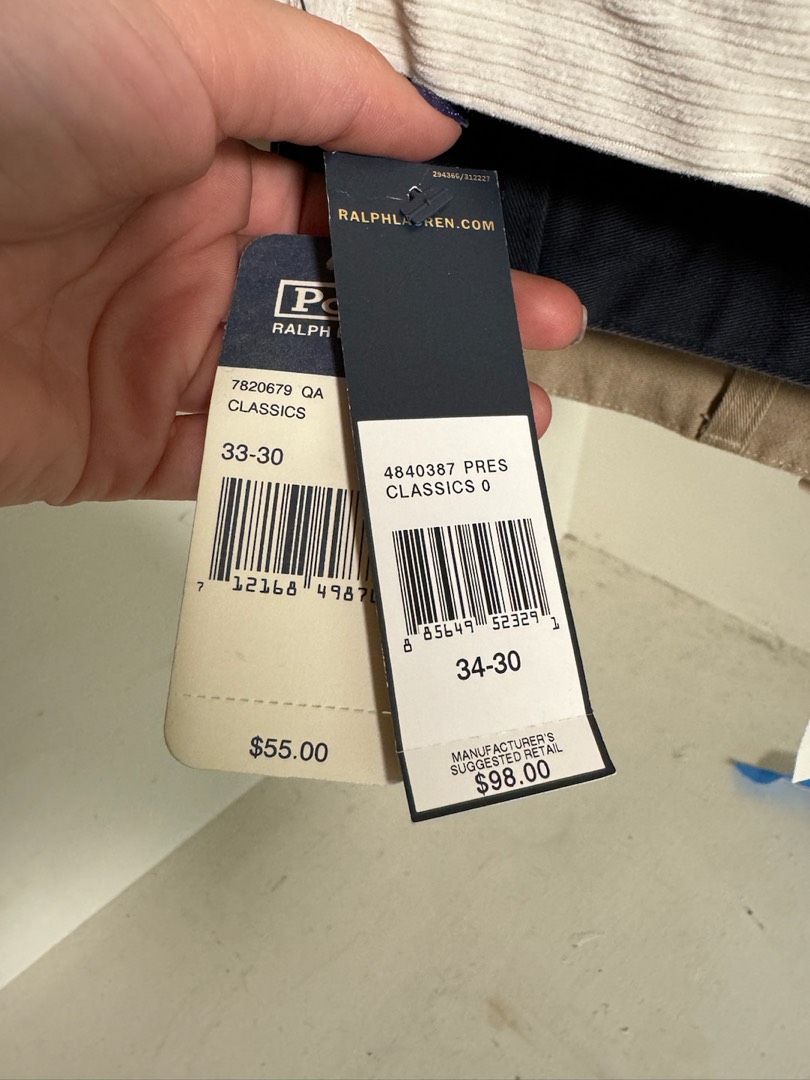 Po
RALPH
7820679 QA
CLASSICS
33-30
7 12168 4987
$55.00
294366/312227
RALPHLAUREN.COM
4840387 PRES
CLASSICS 0
8 85649 52329 1
34-30
MANUFACTURER'S
SUGGESTED RETAIL
$98.00